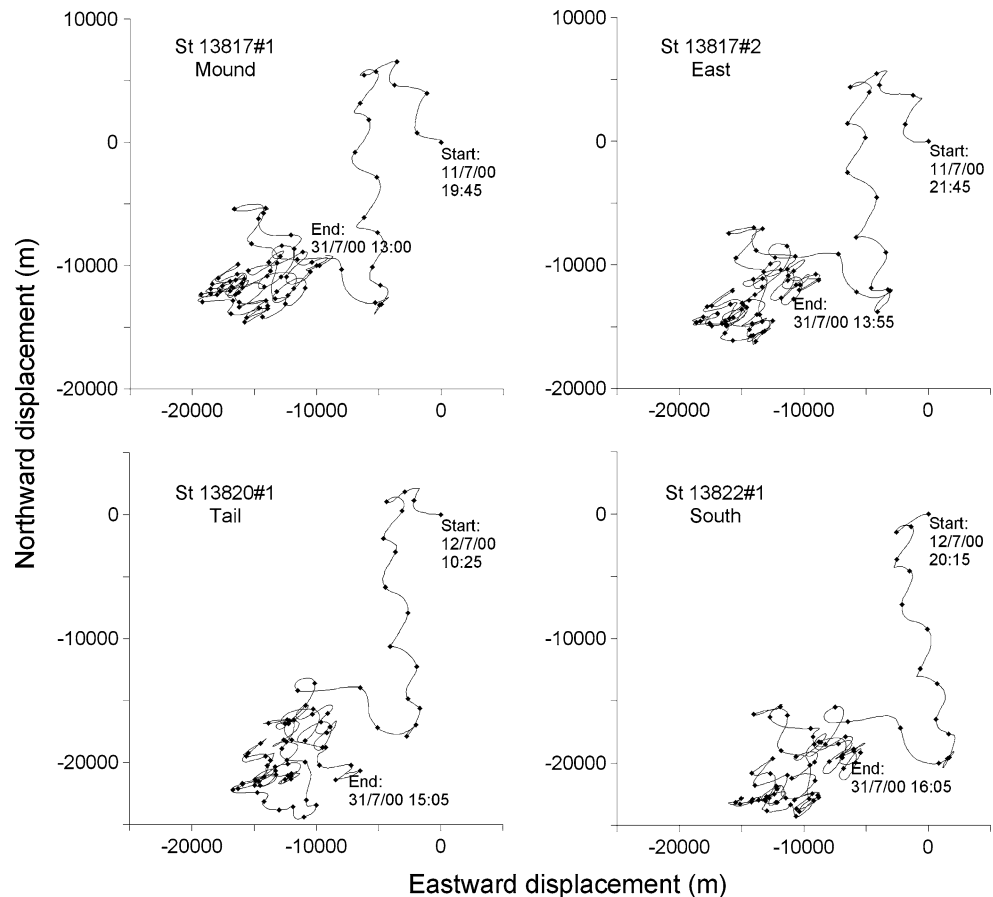 St 13817#1
Mound
10000
0
-10000
-20000
-20000
-10000
0
Start:
11/7/00
19:45
End:
31/7/00 13:00
St 13817#2
East
10000
0
-10000
-20000
-20000
-10000
0
Start:
11/7/00
21:45
End:
31/7/00 13:55
St 13820#1
Tail
0
-10000
-20000
-20000
-10000
0
Start:
12/7/00
10:25
End:
31/7/00 15:05
St 13822#1
South
0
-10000
-20000
-20000
-10000
0
Start:
12/7/00
20:15
End:
31/7/00 16:05
Northward displacement (m)
Eastward displacement (m)